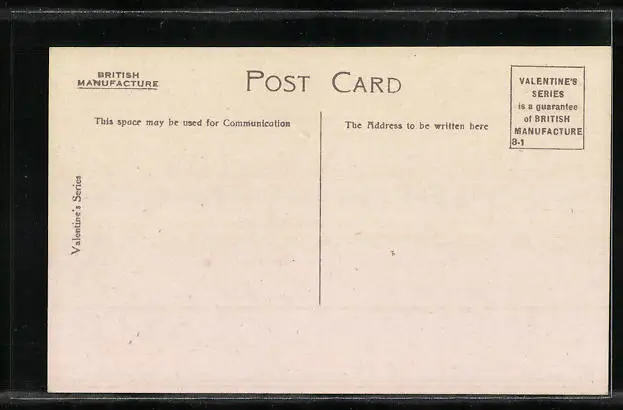 BRITISH
MANUFACTURE
POST CARD
VALENTINE'S
SERIES
is a guarantee
of BRITISH
MANUFACTURE
8-1
This space may be used for Communication
The Address to be written here
Valentine's Series